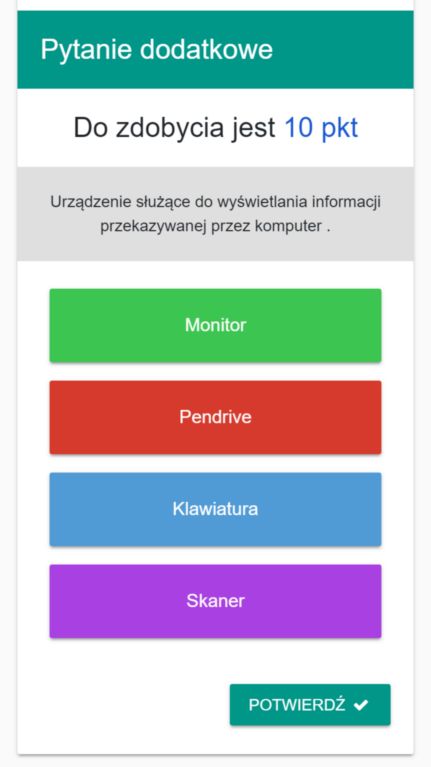 Pytanie dodatkowe
Do zdobycia jest 10 pkt
Urządzenie służące do wyświetlania informacji
przekazywanej przez komputer .
Monitor
Pendrive
Klawiatura
Skaner
POTWIERDŹ